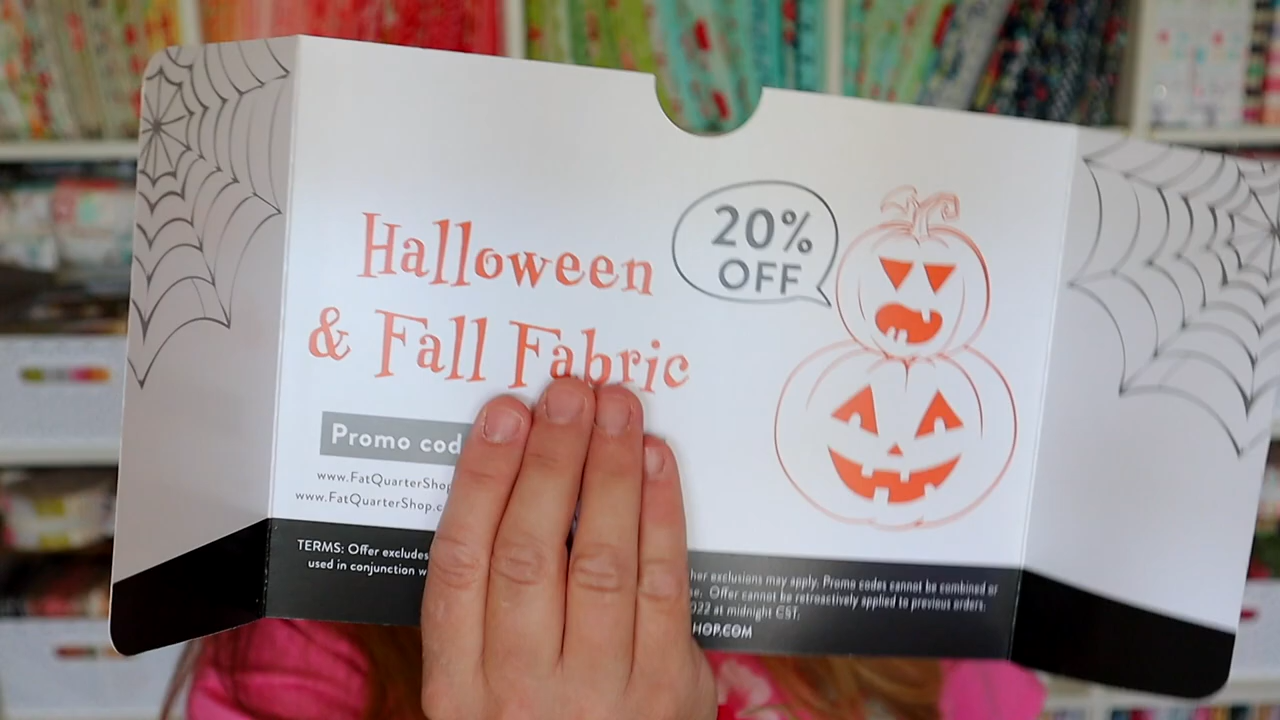 Halloween
& Fall Fabric
20%
OFF
Promo cod
www.FatQuarterShop
www.FatQuarterShop.c
TERMS: Offer excludes her exclusions may apply. Promo codes cannot be combined or
used in conjunction w e. Offer cannot be retroactively applied to previous orders.
022 at midnight CST.
HOP.COM